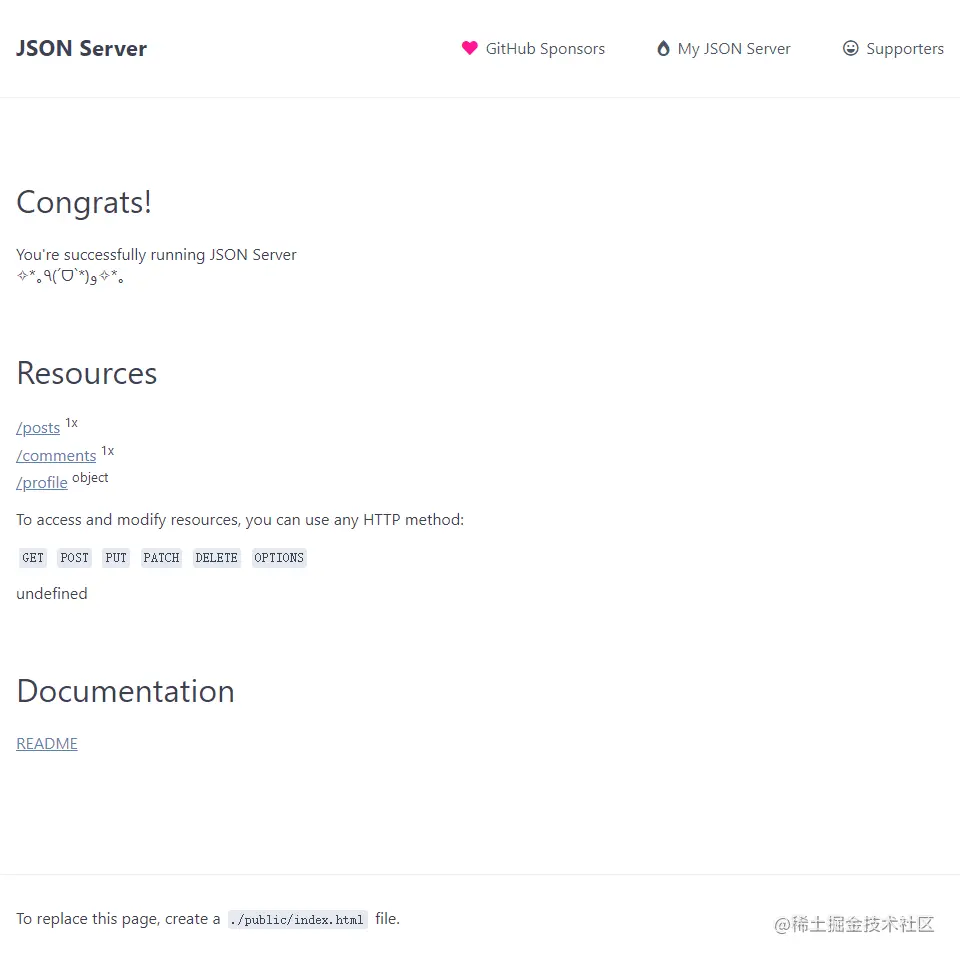 JSON Server
GitHub Sponsors
My JSON Server
Supporters
Congrats!
You're successfully running JSON Server
✧*｡٩(ˊᗜˋ*)و✧*｡
Resources
/posts 1x
/comments 1x
/profile object
To access and modify resources, you can use any HTTP method:
GET POST PUT PATCH DELETE OPTIONS
undefined
Documentation
README
To replace this page, create a ./public/index.html file.
@稀土掘金技术社区